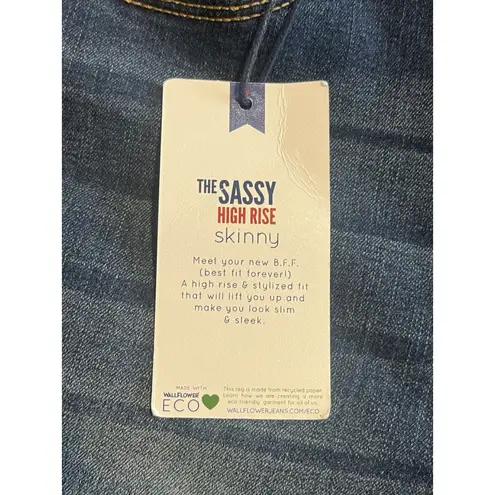 THE SASSY
HIGH RISE
skinny
Meet your new B.F.F.
(best fit forever!)
A high rise & stylized fit
that will lift you up and
make you look slim
& sleek.
MADE WITH
WALLFLOWER
ECO
This tag is made from recycled paper.
Learn how we are creating a more
eco friendly garment for all of us.
WALLFLOWERJEANS.COM/ECO